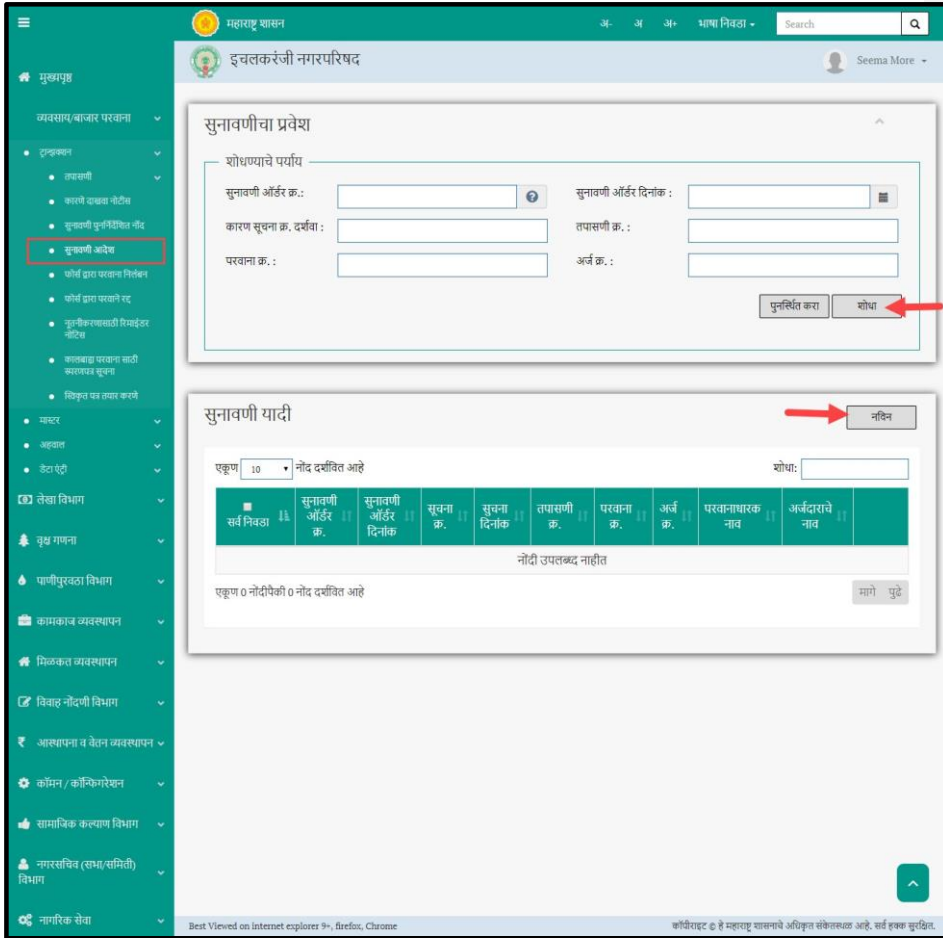 महाराष्ट्र शासन
अ-
अ
अ+
भाषा निवडा
Search
इचलकरंजी नगरपरिषद
Seema More
मुख्यपृष्ठ
व्यवसाय/बाजार परवाना
ट्रान्झक्शन
तपासणी
कारणे दाखवा नोटीस
सुनावणी पुनर्निर्देशित नोंद
सुनावणी आदेश
फोर्स द्वारा परवाना निलंबन
फोर्स द्वारा परवाने रद्द
नूतनीकरणासाठी रिमाईंडर
नोटिस
कालबाह्य परवाना साठी
स्मरणपत्र सूचना
स्विकृत पत्र तयार करणे
मास्टर
अहवाल
डेटा एंट्री
लेखा विभाग
वृक्ष गणना
पाणीपुरवठा विभाग
कामकाज व्यवस्थापन
मिळकत व्यवस्थापन
विवाह नोंदणी विभाग
आस्थापना व वेतन व्यवस्थापन
कॉमन / कॉन्फिगरेशन
सामाजिक कल्याण विभाग
नगरसचिव (सभा/समिती)
विभाग
नागरिक सेवा
सुनावणीचा प्रवेश
शोधण्याचे पर्याय
सुनावणी ऑर्डर क्र.:
सुनावणी ऑर्डर दिनांक :
कारण सूचना क्र. दर्शवा :
तपासणी क्र. :
परवाना क्र. :
अर्ज क्र. :
पुनर्स्थित करा
शोधा
सुनावणी यादी
नविन
एकूण 10 नोंद दर्शवित आहे
शोधा:
सर्व निवडा
सुनावणी ऑर्डर क्र.
सुनावणी ऑर्डर दिनांक
सूचना क्र.
सुचना दिनांक
तपासणी क्र.
परवाना क्र.
अर्ज क्र.
परवानाधारक नाव
अर्जदाराचे नाव
नोंदी उपलब्ध नाहीत
एकूण 0 नोंदीपैकी 0 नोंद दर्शवित आहे
मागे
पुढे
Best Viewed on internet explorer 9+, firefox, Chrome
कॉपीराइट © हे महाराष्ट्र शासनाचे अधिकृत संकेतस्थळ आहे. सर्व हक्क सुरक्षित.